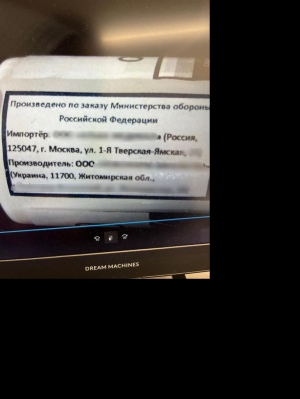 Произведено по заказу Министерства обороны
Российской Федерации
Импортёр. (Россия,
125047, г. Москва, ул. 1-Я Тверская-Ямская,
Производитель: ООО
(Украина, 11700, Житомирская обл.,
DREAM MACHINES